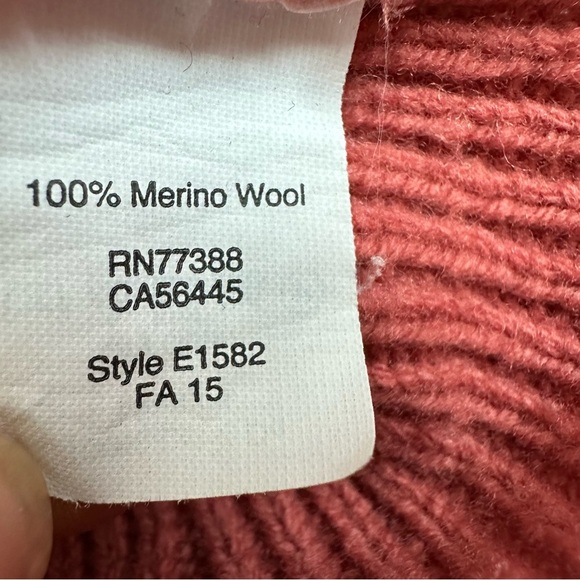 100% Merino Wool
RN77388
CA56445
Style E1582
FA 15